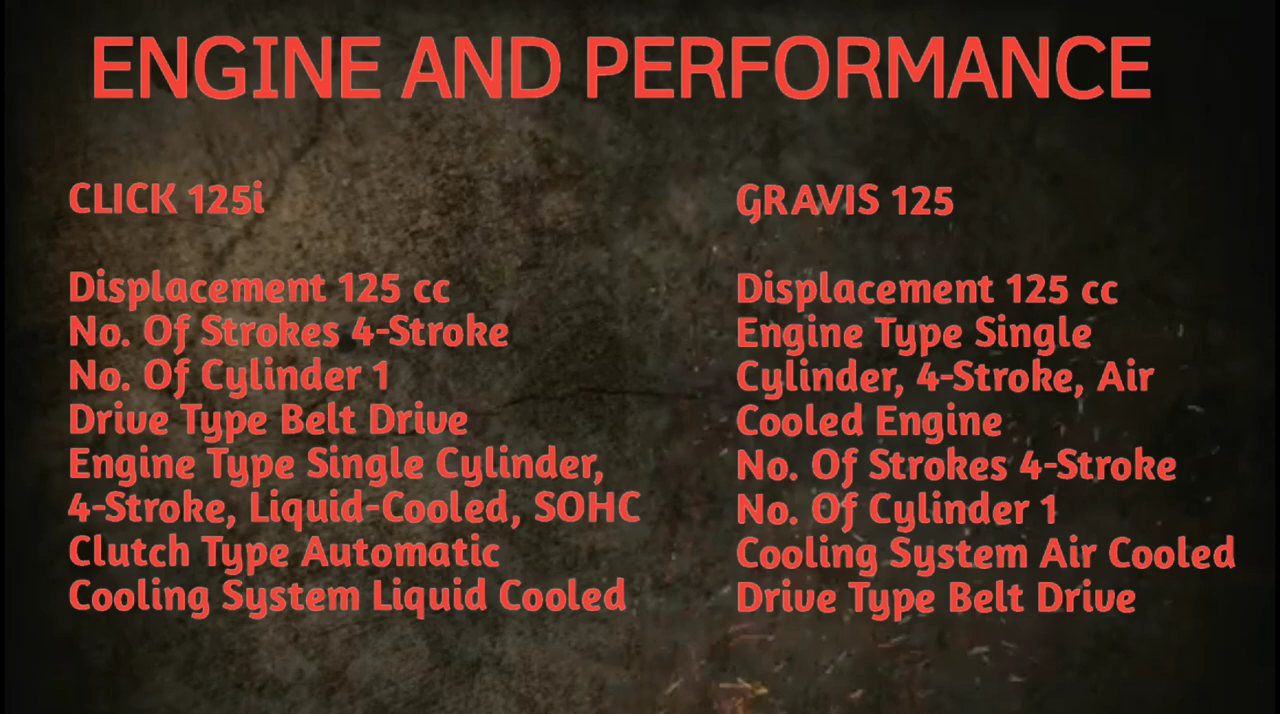 ENGINE AND PERFORMANCE
CLICK 125i
Displacement 125 cc
No. Of Strokes 4-Stroke
No. Of Cylinder 1
Drive Type Belt Drive
Engine Type Single Cylinder,
4-Stroke, Liquid-Cooled, SOHC
Clutch Type Automatic
Cooling System Liquid Cooled
GRAVIS 125
Displacement 125 cc
Engine Type Single
Cylinder, 4-Stroke, Air
Cooled Engine
No. Of Strokes 4-Stroke
No. Of Cylinder 1
Cooling System Air Cooled
Drive Type Belt Drive